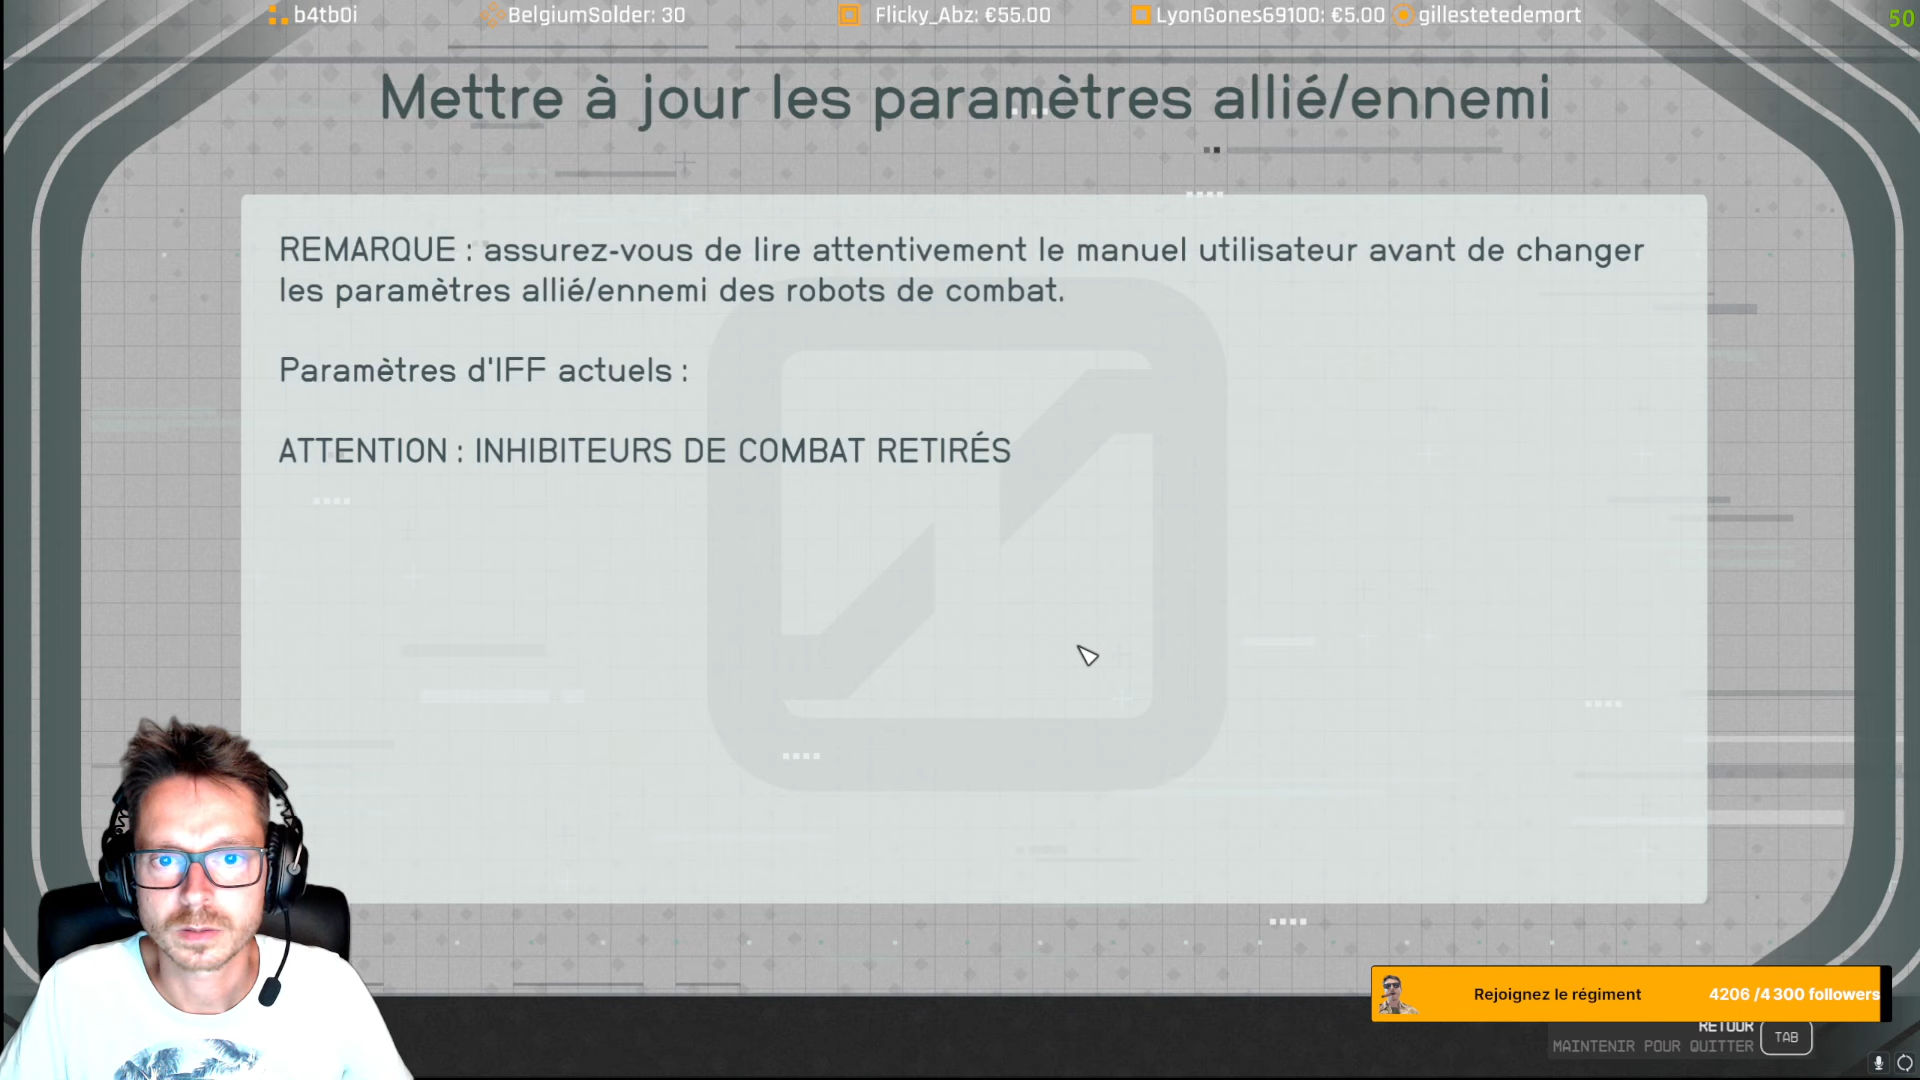 b4tb0i BelgiumSolder: 30 Flicky_Abz: €55.00 LyonGones69100: €5.00 gillestetedemort 50
Mettre à jour les paramètres allié/ennemi
REMARQUE : assurez-vous de lire attentivement le manuel utilisateur avant de changer
les paramètres allié/ennemi des robots de combat.
Paramètres d'IFF actuels :
ATTENTION : INHIBITEURS DE COMBAT RETIRÉS
Rejoignez le régiment 4206 /4 300 followers
RETOUR TAB
MAINTENIR POUR QUITTER